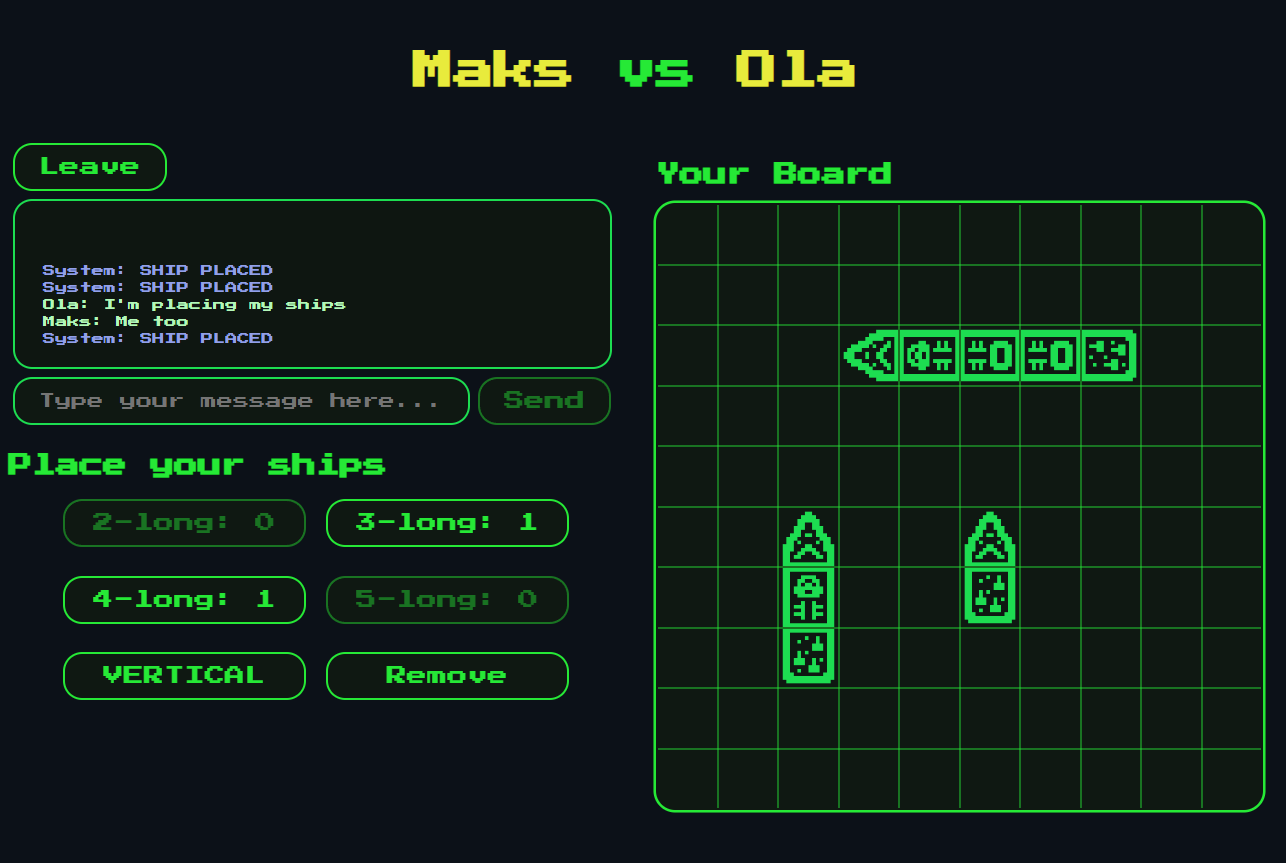 Maks vs Ola
Leave
System: SHIP PLACED
System: SHIP PLACED
Ola: I'm placing my ships
Maks: Me too
System: SHIP PLACED
Type your message here...
Send
Place your ships
2-long: 0
3-long: 1
4-long: 1
5-long: 0
VERTICAL
Remove
Your Board